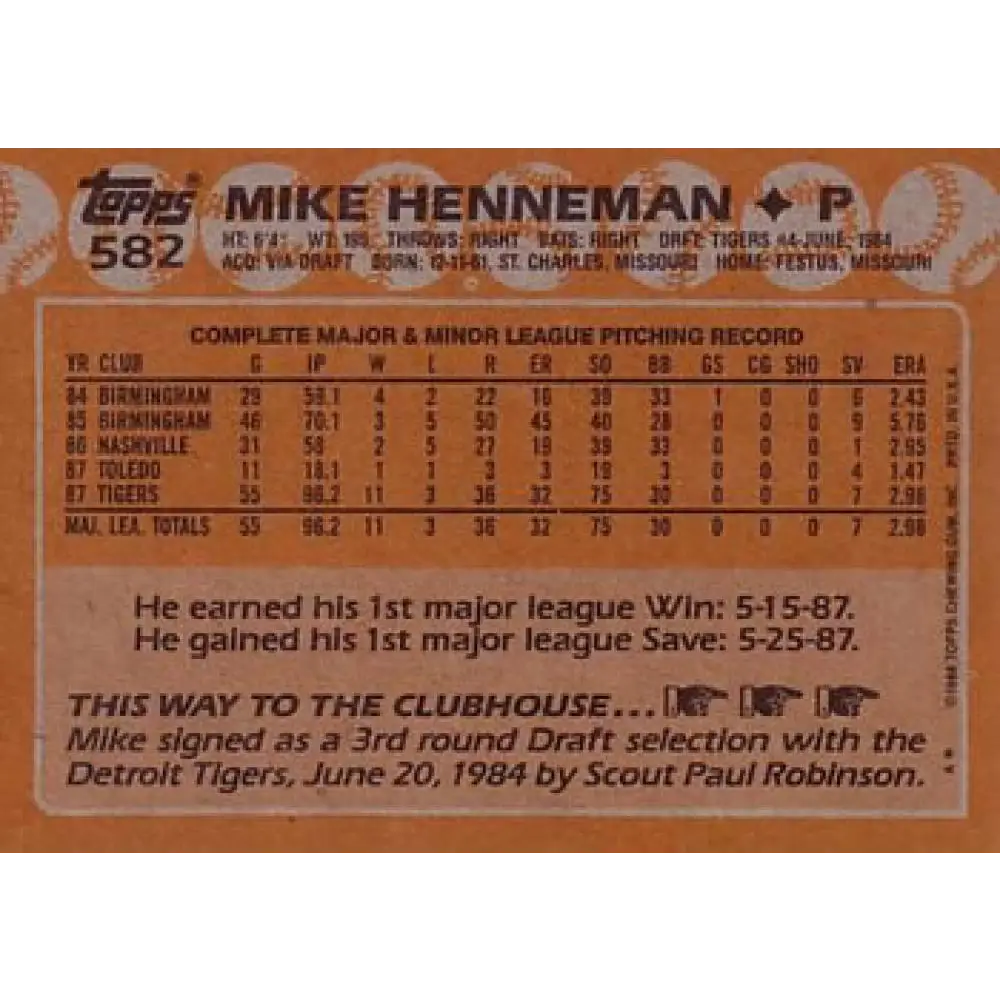 topps®
582
MIKE HENNEMAN ✦ P
HT: 6'4" WT: 195 THROWS: RIGHT BATS: RIGHT DRFT: TIGERS #4-JUNE, 1984
ACQ: VIA DRAFT BORN: 12-11-61, ST. CHARLES, MISSOURI HOME: FESTUS, MISSOURI
COMPLETE MAJOR & MINOR LEAGUE PITCHING RECORD
YR CLUB G IP W L R ER SO BB GS CG SHO SV ERA
84 BIRMINGHAM 29 59.1 4 2 22 16 39 33 1 0 0 6 2.43
85 BIRMINGHAM 46 70.1 3 5 50 45 40 28 0 0 0 9 5.76
86 NASHVILLE 31 58 2 5 27 19 39 33 0 0 0 1 2.95
87 TOLEDO 11 18.1 1 1 3 3 19 3 0 0 0 4 1.47
87 TIGERS 55 96.2 11 3 36 32 75 30 0 0 0 7 2.98
MAJ. LEA. TOTALS 55 96.2 11 3 36 32 75 30 0 0 0 7 2.98
He earned his 1st major league Win: 5-15-87.
He gained his 1st major league Save: 5-25-87.
THIS WAY TO THE CLUBHOUSE...
Mike signed as a 3rd round Draft selection with the
Detroit Tigers, June 20, 1984 by Scout Paul Robinson.
A* ©1988 TOPPS CHEWING GUM, INC. PRTD. IN U.S.A.